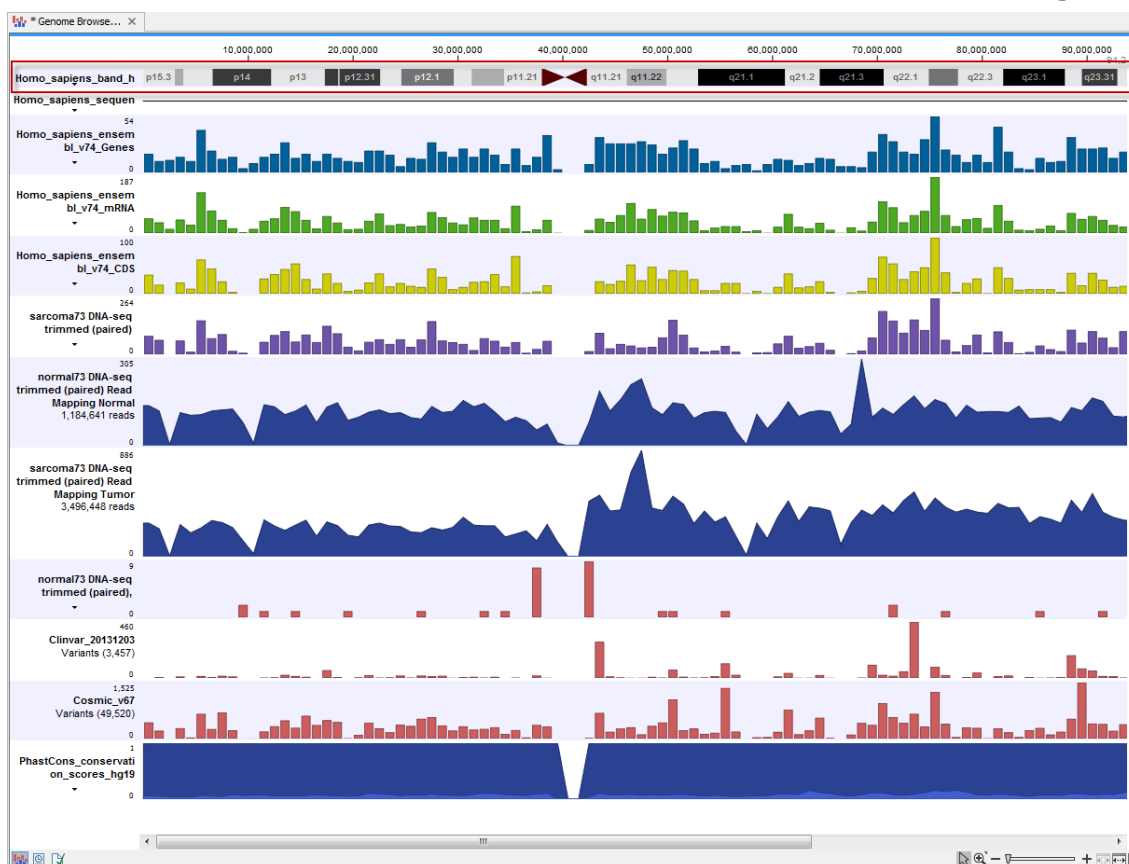 * Genome Browse... ×
10,000,000 20,000,000 30,000,000 40,000,000 50,000,000 60,000,000 70,000,000 80,000,000 90,000,000
Homo_sapiens_band_h p15.3 p14 p13 p12.31 p12.1 p11.21 q11.21 q11.22 q21.1 q21.2 q21.3 q22.1 q22.3 q23.1 q23.31
Homo_sapiens_sequen
54
Homo_sapiens_ensem
bl_v74_Genes
0
187
Homo_sapiens_ensem
bl_v74_mRNA
0
100
Homo_sapiens_ensem
bl_v74_CDS
0
264
sarcoma73 DNA-seq
trimmed (paired)
0
305
normal73 DNA-seq
trimmed (paired) Read
Mapping Normal
1,184,641 reads
0
886
sarcoma73 DNA-seq
trimmed (paired) Read
Mapping Tumor
3,496,448 reads
0
9
normal73 DNA-seq
trimmed (paired),
0
460
Clinvar_20131203
Variants (3,457)
0
1,525
Cosmic_v67
Variants (49,520)
0
1
PhastCons_conservati
on_scores_hg19
0